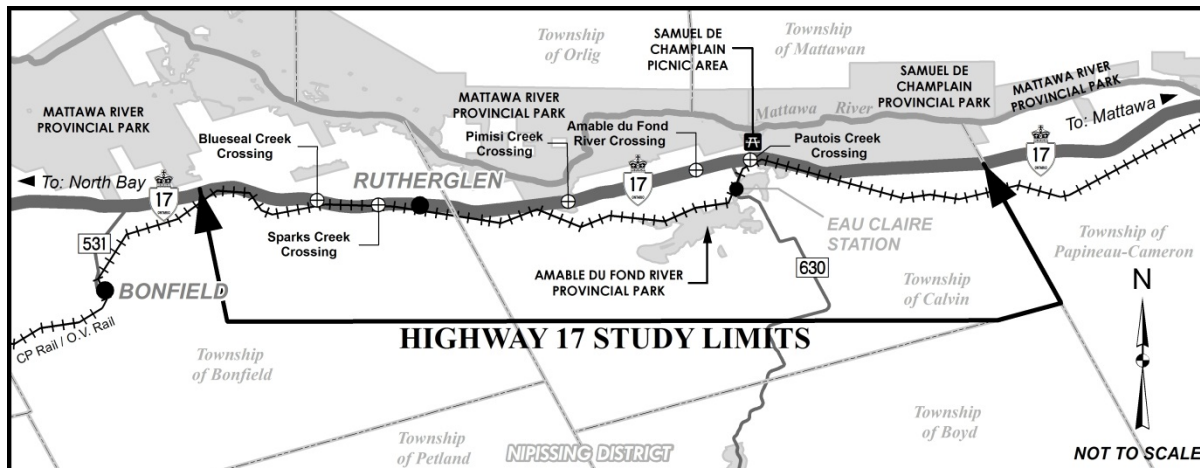 Township
of Orlig
SAMUEL DE
CHAMPLAIN
PICNIC AREA
Township
of Mattawan
MATTAWA RIVER
PROVINCIAL PARK
Blueseal Creek
Crossing
MATTAWA RIVER
PROVINCIAL PARK
Pimisi Creek
Crossing
Amable du Fond
River Crossing
Mattawa River
SAMUEL DE
CHAMPLAIN
PROVINCIAL PARK
MATTAWA RIVER
PROVINCIAL PARK
To: Mattawa
Pautois Creek
Crossing
To: North Bay
17
ONTARIO
RUTHERGLEN
17
ONTARIO
17
ONTARIO
531
Sparks Creek
Crossing
EAU CLAIRE
STATION
Township of
Papineau-Cameron
BONFIELD
AMABLE DU FOND RIVER
PROVINCIAL PARK
630
Township
of Calvin
N
CP Rail / O.V. Rail
HIGHWAY 17 STUDY LIMITS
Township
of Bonfield
Township
of Boyd
Township
of Petland
NIPISSING DISTRICT
NOT TO SCALE